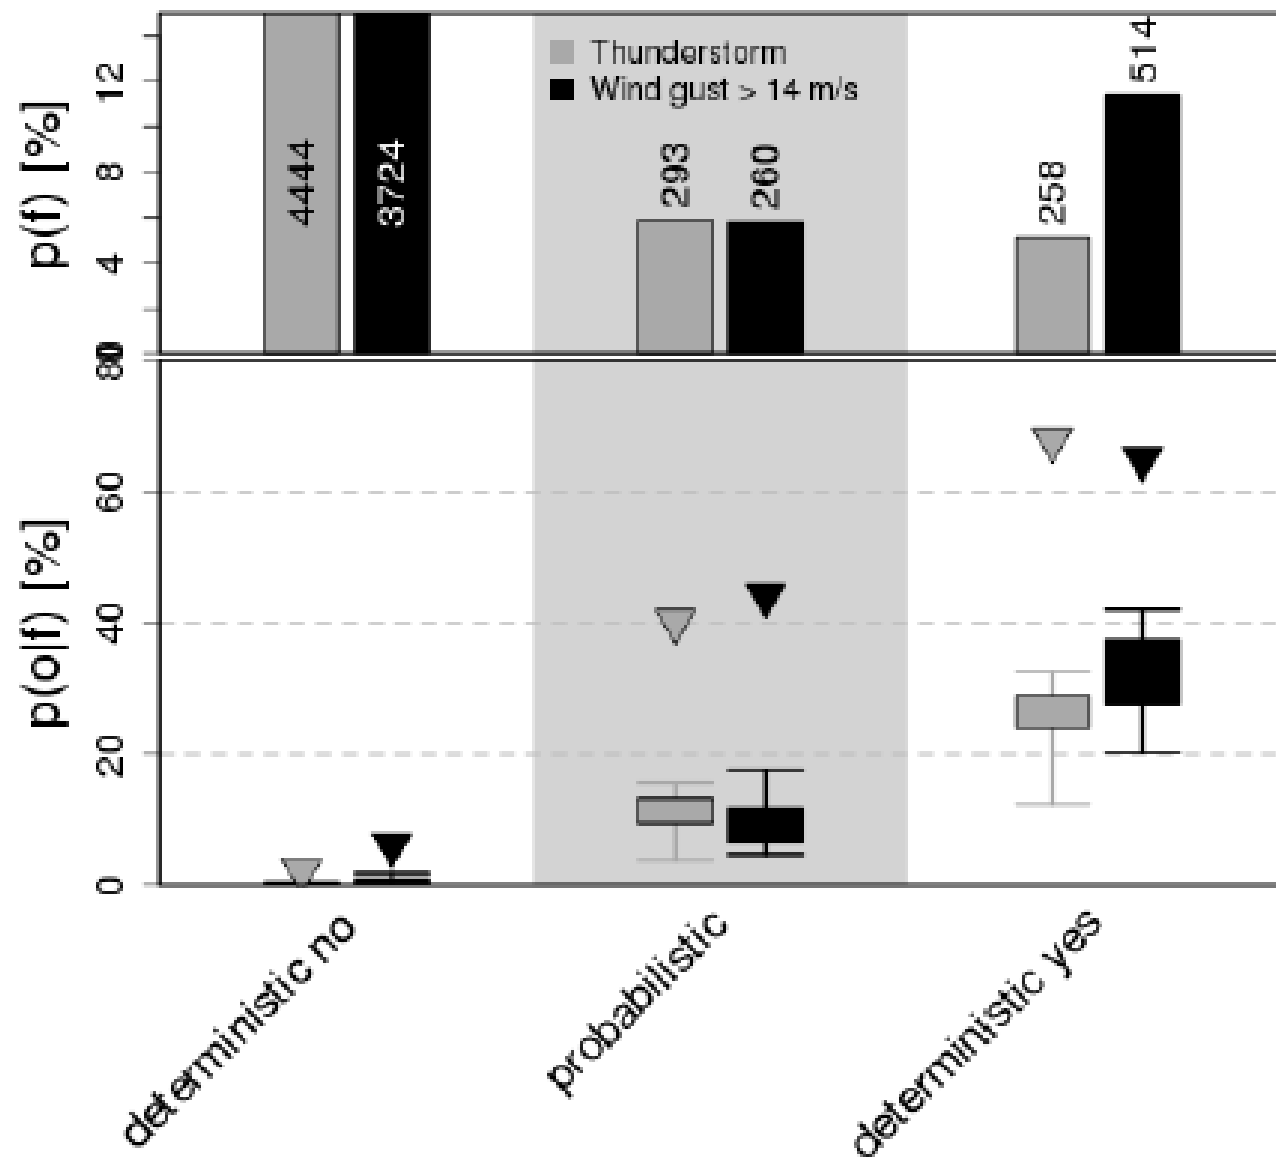 p(f) [%]
12
8
4
0
Thunderstorm
Wind gust > 14 m/s
4444
3724
293
260
258
514
p(o|f) [%]
80
60
40
20
0
deterministic no
probabilistic
deterministic yes